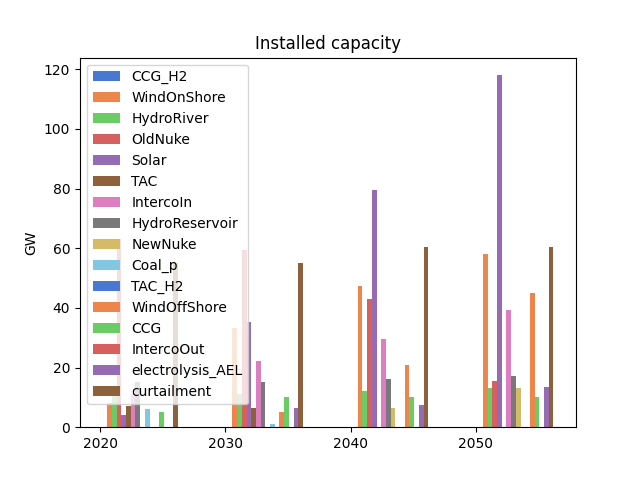 Installed capacity
120
100
80
60
40
20
0
GW
CCG_H2
WindOnShore
HydroRiver
OldNuke
Solar
TAC
IntercoIn
HydroReservoir
NewNuke
Coal_p
TAC_H2
WindOffShore
CCG
IntercoOut
electrolysis_AEL
curtailment
2020 2030 2040 2050